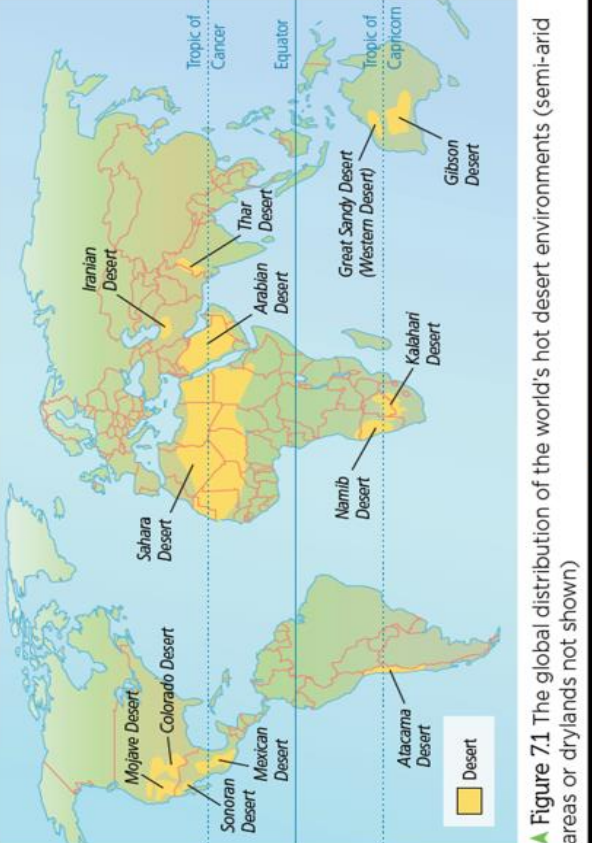 Mojave Desert
Colorado Desert
Sonoran
Desert
Mexican
Desert
Atacama
Desert
Sahara
Desert
Iranian
Desert
Thar
Desert
Arabian
Desert
Namib
Desert
Kalahari
Desert
Great Sandy Desert
(Western Desert)
Gibson
Desert
Tropic of
Cancer
Equator
Tropic of
Capricorn
Desert
Figure 7.1 The global distribution of the world's hot desert environments (semi-arid
areas or drylands not shown)